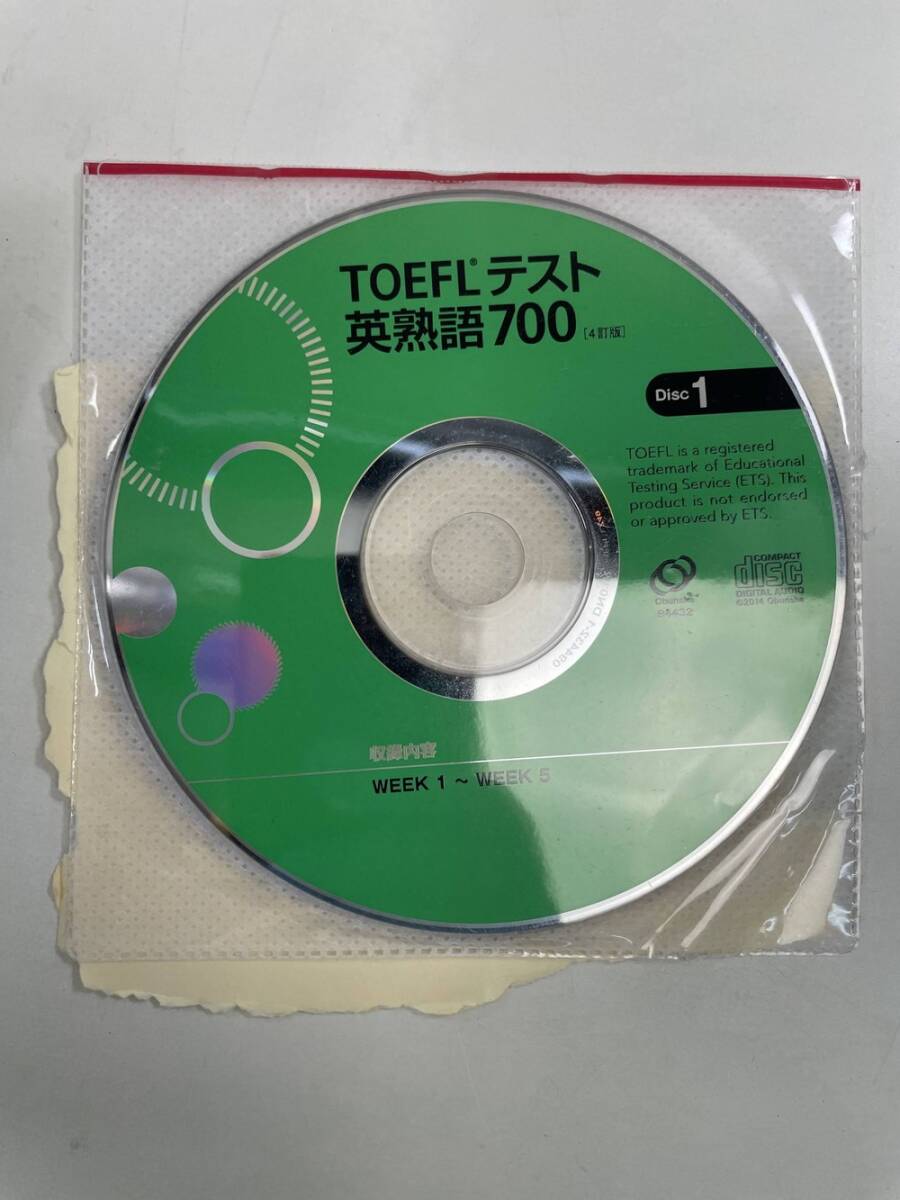 TOEFL® テスト
英熟語 700 [4訂版]
Disc 1
TOEFL is a registered
trademark of Educational
Testing Service (ETS). This
product is not endorsed
or approved by ETS.
Obunsha
94432
COMPACT
disc
DIGITAL AUDIO
©2014 Obunsha
収録内容
WEEK 1 ~ WEEK 5